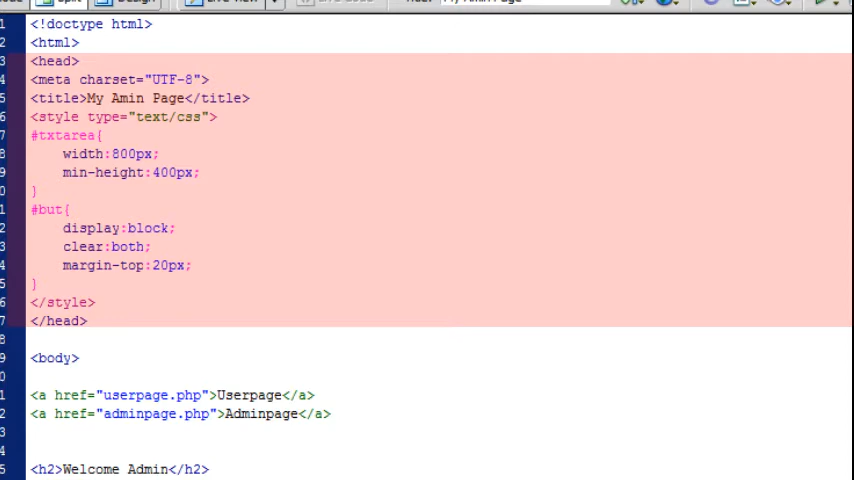 <!doctype html>
<html>
<head>
<meta charset="UTF-8">
<title>My Amin Page</title>
<style type="text/css">
#txtarea{
width:800px;
min-height:400px;
}
#but{
display:block;
clear:both;
margin-top:20px;
}
</style>
</head>
<body>
<a href="userpage.php">Userpage</a>
<a href="adminpage.php">Adminpage</a>
<h2>Welcome Admin</h2>